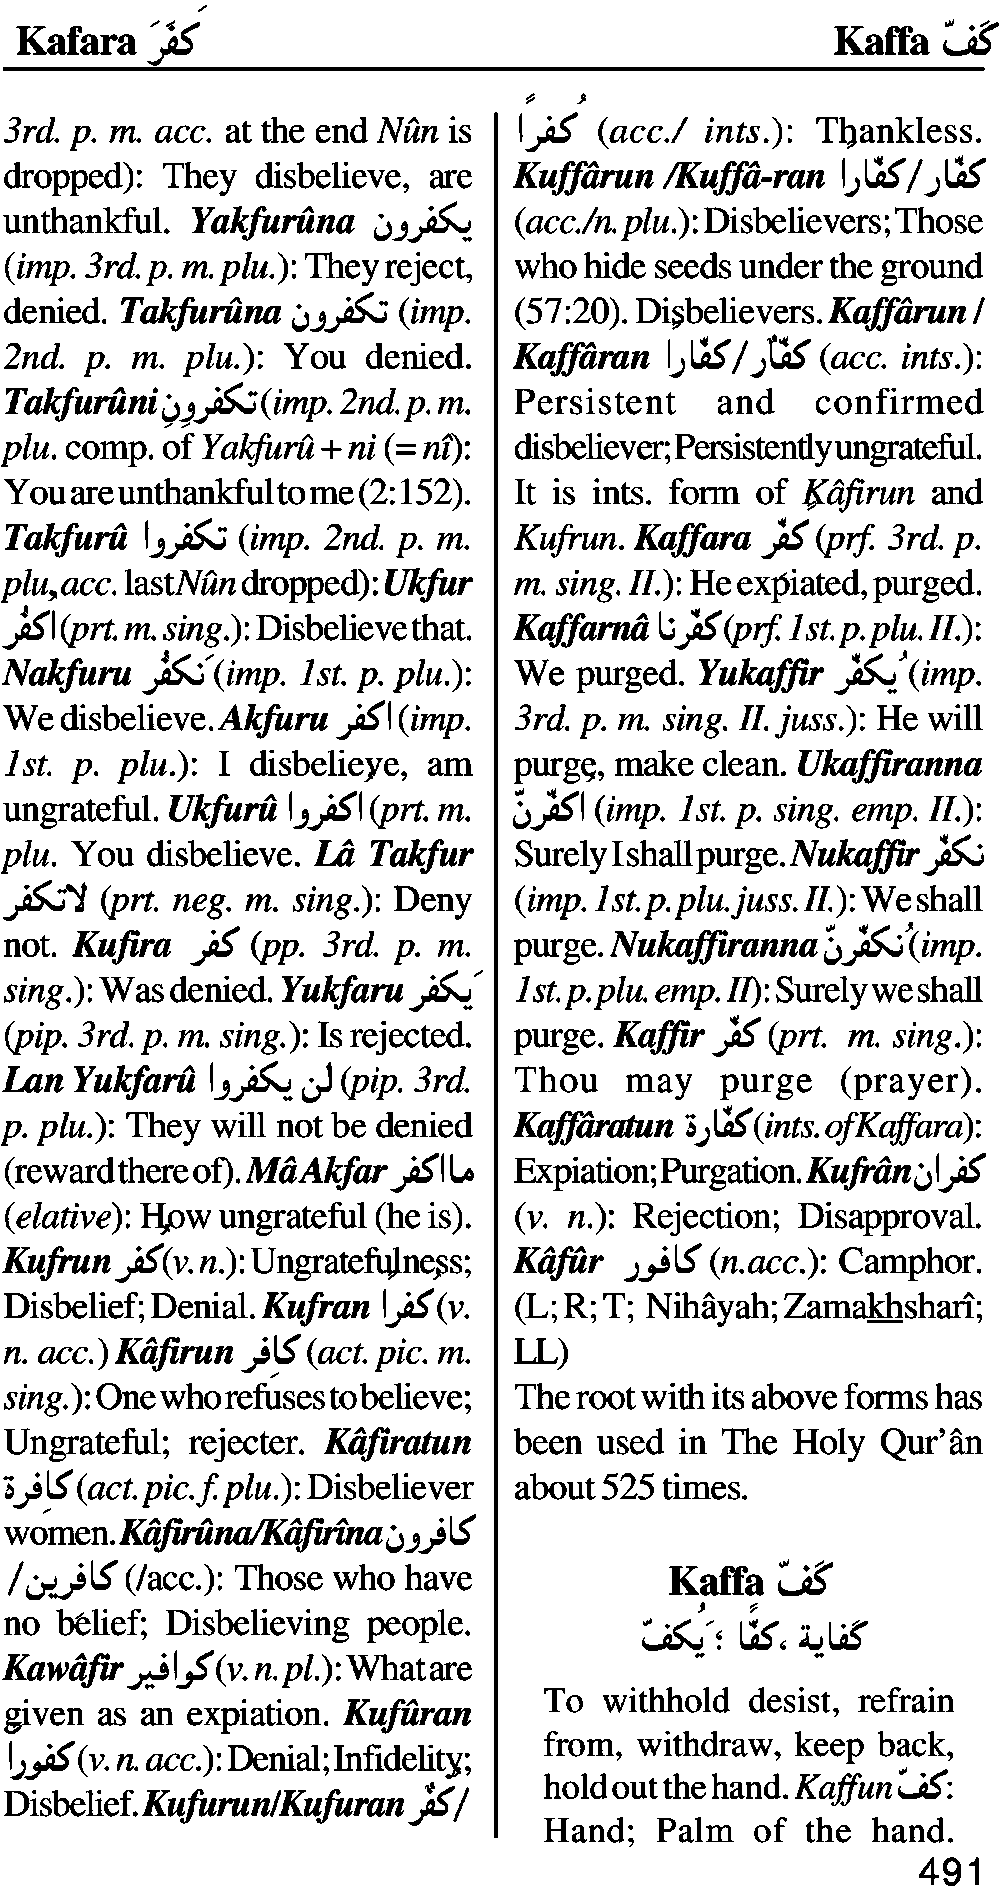 Kafara كَفَرَ
Kaffa كَفّ
3rd. p. m. acc. at the end Nûn is
dropped): They disbelieve, are
unthankful. Yakfurûna يكفرون
(imp. 3rd. p. m. plu.): They reject,
denied. Takfurûna تكفرون (imp.
2nd. p. m. plu.): You denied.
Takfurûni تكفرونِ (imp. 2nd. p. m.
plu. comp. of Yakfurû + ni (= nî):
You are unthankful to me (2:152).
Takfurû تكفروا (imp. 2nd. p. m.
plu, acc. last Nûn dropped): Ukfur
اكفُر (prt. m. sing.): Disbelieve that.
Nakfuru نَكفُر (imp. 1st. p. plu.):
We disbelieve. Akfuru اكفر (imp.
1st. p. plu.): I disbelieve, am
ungrateful. Ukfurû اكفروا (prt. m.
plu. You disbelieve. Lâ Takfur
لاتكفر (prt. neg. m. sing.): Deny
not. Kufira كفر (pp. 3rd. p. m.
sing.): Was denied. Yukfaru يَكفر
(pip. 3rd. p. m. sing.): Is rejected.
Lan Yukfarû لن يكفروا (pip. 3rd.
p. plu.): They will not be denied
(reward there of). Mâ Akfar مااكفر
(elative): How ungrateful (he is).
Kufrun كفر (v. n.): Ungratefulness;
Disbelief; Denial. Kufran كفرا (v.
n. acc.) Kâfirun كافِر (act. pic. m.
sing.): One who refuses to believe;
Ungrateful; rejecter. Kâfiratun
كافِرة (act. pic. f. plu.): Disbeliever
women. Kâfirûna/Kâfirîna كافرون
/ كافرين (/acc.): Those who have
no belief; Disbelieving people.
Kawâfir كوافير (v. n. pl.): What are
given as an expiation. Kufûran
كفورا (v. n. acc.): Denial; Infidelity;
Disbelief. Kufurun/Kufuran كفرٌ /
كُفراً (acc./ ints.): Thankless.
Kuffârun /Kuffâ-ran كفّار / كفّارا
(acc./n. plu.): Disbelievers; Those
who hide seeds under the ground
(57:20). Disbelievers. Kaffârun /
Kaffâran كفّار / كفّارا (acc. ints.):
Persistent and confirmed
disbeliever; Persistently ungrateful.
It is ints. form of Kâfirun and
Kufrun. Kaffara كفّر (prf. 3rd. p.
m. sing. II.): He expiated, purged.
Kaffarnâ كفّرنا (prf. 1st. p. plu. II.):
We purged. Yukaffir يُكفّر (imp.
3rd. p. m. sing. II. juss.): He will
purge, make clean. Ukaffiranna
اكفّرنّ (imp. 1st. p. sing. emp. II.):
Surely I shall purge. Nukaffir نكفّر
(imp. 1st. p. plu. juss. II.): We shall
purge. Nukaffiranna نُكفّرنّ (imp.
1st. p. plu. emp. II): Surely we shall
purge. Kaffir كفّر (prt. m. sing.):
Thou may purge (prayer).
Kaffâratun كفّارة (ints. of Kaffara):
Expiation; Purgation. Kufrân كفران
(v. n.): Rejection; Disapproval.
Kâfûr كافور (n.acc.): Camphor.
(L; R; T; Nihâyah; Zamakhsharî;
LL)
The root with its above forms has
been used in The Holy Qur'ân
about 525 times.
Kaffa كَفّ
كَفاية ، كفًّا ؛ يَكُفّ
To withhold desist, refrain
from, withdraw, keep back,
hold out the hand. Kaffun كفّ:
Hand; Palm of the hand.
491